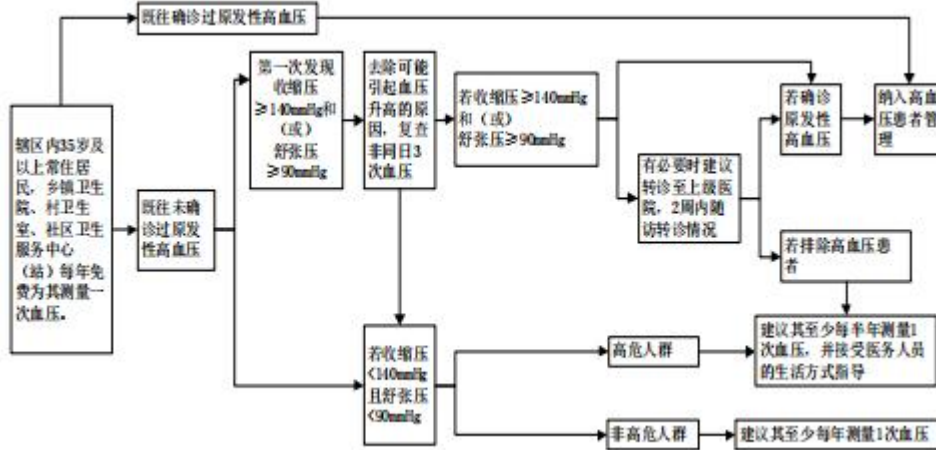 既往确诊过原发性高血压
第一次发现
收缩压
≥140mmHg和
（或）
舒张压
≥90mmHg
去除可能
引起血压
升高的原
因，复查
非同日3
次血压
若收缩压≥140mmHg
和（或）
舒张压≥90mmHg
若确诊
原发性
高血压
纳入高血
压患者管
理
辖区内35岁及
以上常住居
民，乡镇卫生
院、村卫生
室、社区卫生
服务中心
（站）每年免
费为其测量一
次血压。
既往未确
诊过原发
性高血压
有必要时建议
转诊至上级医
院，2周内随
访转诊情况
若排除高血压患
者
若收缩压
<140mmHg
且舒张压
<90mmHg
高危人群
建议其至少每半年测量1
次血压，并接受医务人员
的生活方式指导
非高危人群
建议其至少每年测量1次血压